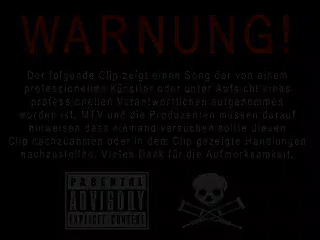 WARNUNG!
Der folgende Clip zeigt einen Song der von einem
professionellen Künstler oder unter Aufsicht eines
professionellen Verantwortlichen aufgenommen
worden ist. MTV und die Produzenten müssen darauf
hinweisen dass niemand versuchen sollte diesen
Clip nachzuahmen oder in dem Clip gezeigte Handlungen
nachzustellen. Vielen Dank für die Aufmerksamkeit.
PARENTAL
ADVISORY
EXPLICIT CONTENT